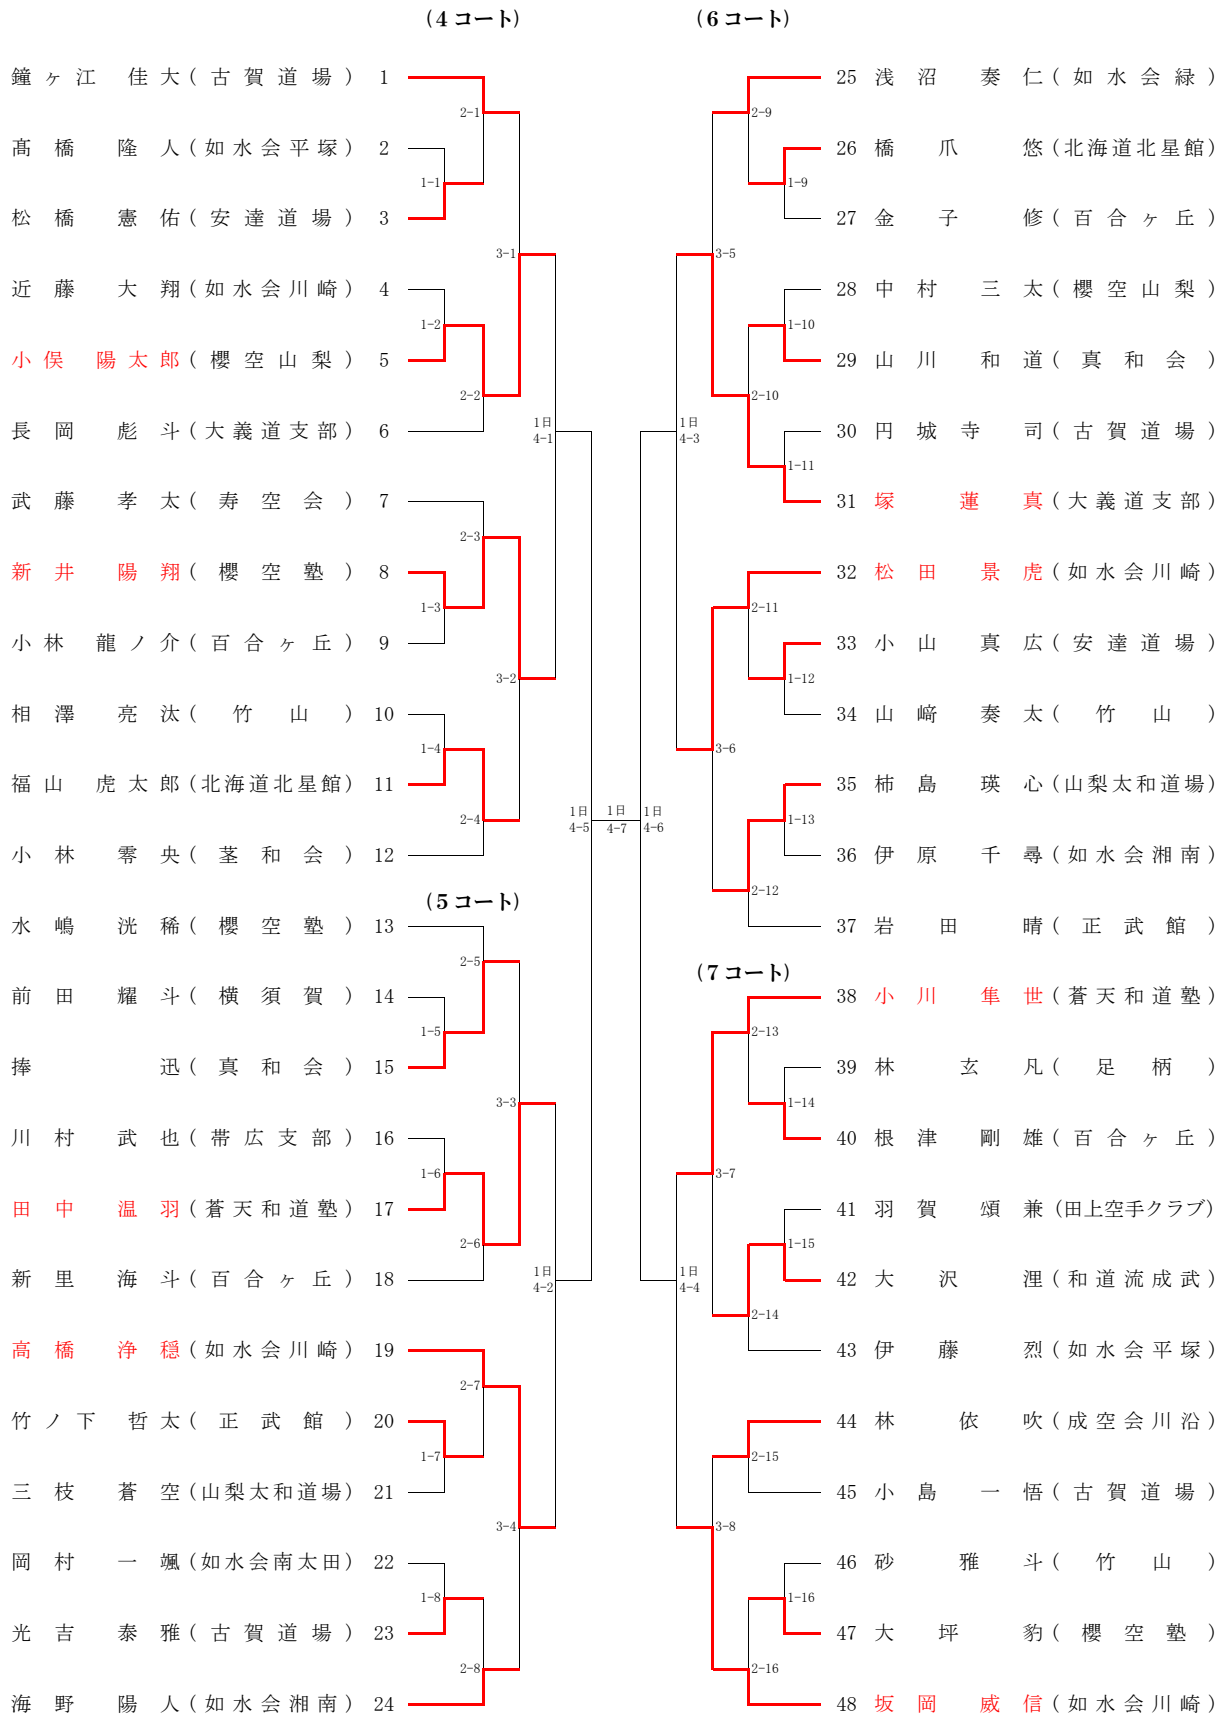 (4コート)
鐘ヶ江 佳大(古賀道場) 1
2-1
髙橋 隆人(如水会平塚) 2
1-1
松橋 憲佑(安達道場) 3
3-1
近藤 大翔(如水会川崎) 4
1-2
小俣 陽太郎(櫻空山梨) 5
2-2
長岡 彪斗(大義道支部) 6
1日
4-1
武藤 孝太(寿空会) 7
2-3
新井 陽翔(櫻空塾) 8
1-3
小林 龍ノ介(百合ヶ丘) 9
3-2
相澤 亮汰(竹山) 10
1-4
福山 虎太郎(北海道北星館) 11
2-4
小林 零央(茎和会) 12
1日
4-5
1日
4-7
1日
4-6
(5コート)
水嶋 洸稀(櫻空塾) 13
2-5
前田 耀斗(横須賀) 14
1-5
捧 迅(真和会) 15
3-3
川村 武也(帯広支部) 16
1-6
田中 温羽(蒼天和道塾) 17
2-6
新里 海斗(百合ヶ丘) 18
1日
4-2
高橋 浄穏(如水会川崎) 19
2-7
竹ノ下 哲太(正武館) 20
1-7
三枝 蒼空(山梨太和道場) 21
3-4
岡村 一颯(如水会南太田) 22
1-8
光吉 泰雅(古賀道場) 23
2-8
海野 陽人(如水会湘南) 24
(6コート)
25 浅沼 奏仁(如水会緑)
2-9
26 橋爪 悠(北海道北星館)
1-9
27 金子 修(百合ヶ丘)
3-5
28 中村 三太(櫻空山梨)
1-10
29 山川 和道(真和会)
2-10
30 円城寺 司(古賀道場)
1日
4-3
1-11
31 塚 蓮真(大義道支部)
32 松田 景虎(如水会川崎)
2-11
33 小山 真広(安達道場)
1-12
34 山﨑 奏太(竹山)
3-6
35 柿島 瑛心(山梨太和道場)
1-13
36 伊原 千尋(如水会湘南)
2-12
37 岩田 晴(正武館)
(7コート)
38 小川 隼世(蒼天和道塾)
2-13
39 林 玄凡(足柄)
1-14
40 根津 剛雄(百合ヶ丘)
3-7
41 羽賀 頌兼(田上空手クラブ)
1-15
42 大沢 浬(和道流成武)
1日
4-4
2-14
43 伊藤 烈(如水会平塚)
44 林 依吹(成空会川沿)
2-15
45 小島 一悟(古賀道場)
3-8
46 砂 雅斗(竹山)
1-16
47 大坪 豹(櫻空塾)
2-16
48 坂岡 威信(如水会川崎)